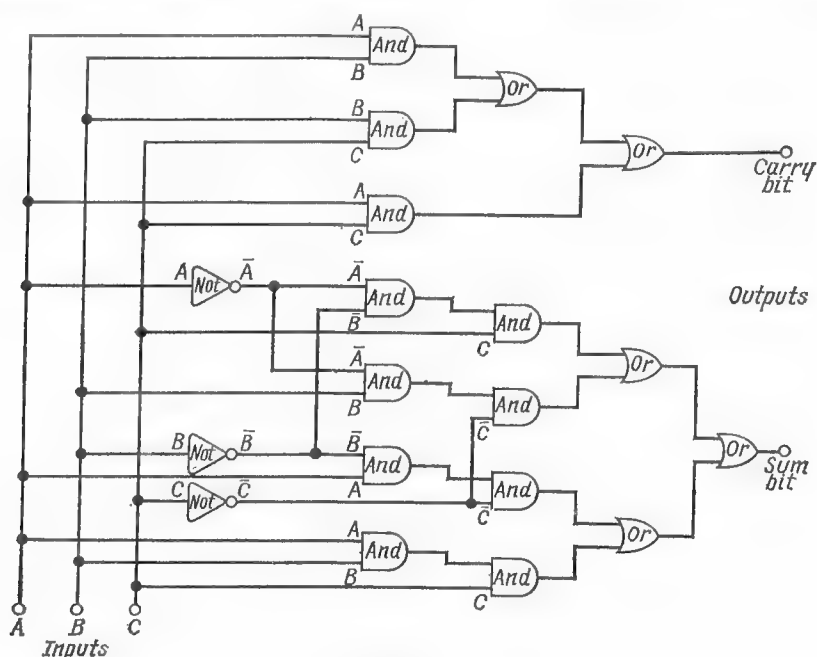 A
And
B
Or
B
And
C
Or
Carry
bit
A
And
C
A Not Ā
Ā
And
B̄
And
C
Outputs
Ā
And
B
And
C̄
Or
B Not B̄
B̄
And
A
Or
Sum
bit
C Not C̄
And
C̄
A
And
B
And
C
Or
A B C
Inputs